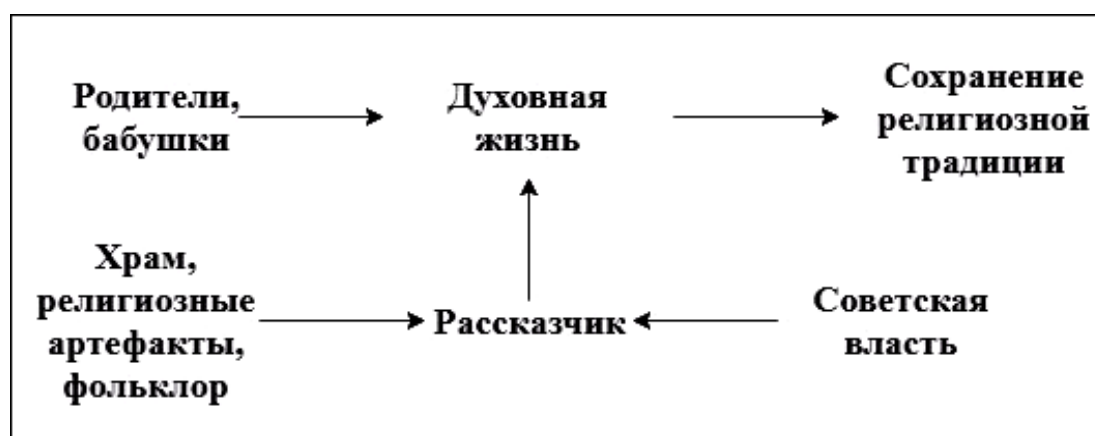 Родители,
бабушки
Духовная
жизнь
Сохранение
религиозной
традиции
Храм,
религиозные
артефакты,
фольклор
Рассказчик
Советская
власть